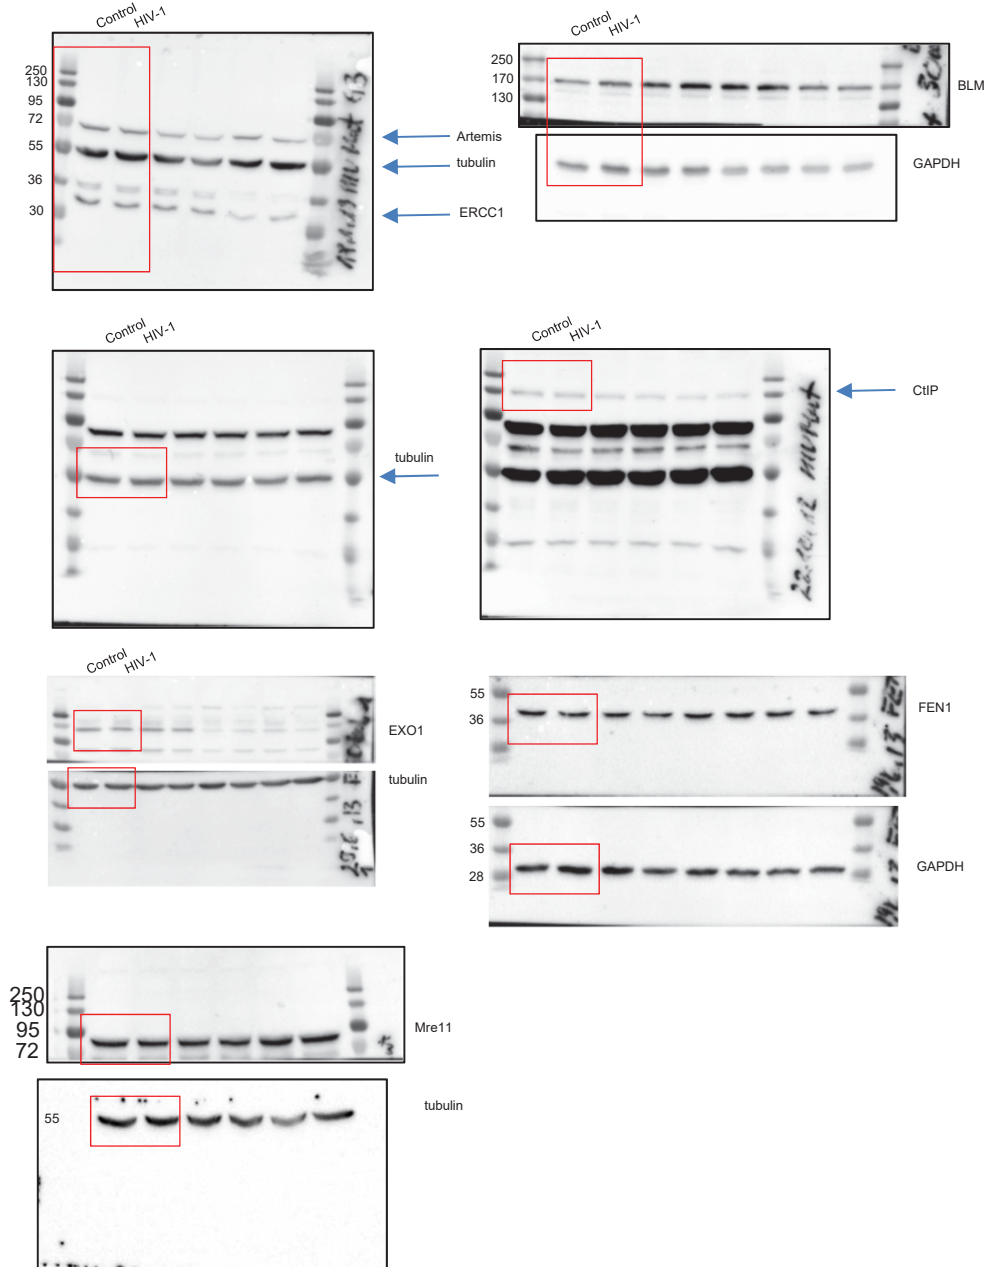 Control HIV-1
250
130
95
72
55
36
30
Artemis
tubulin
ERCC1
Control HIV-1
250
170
130
BLM
GAPDH
Control HIV-1
tubulin
Control HIV-1
CtIP
Control HIV-1
EXO1
tubulin
55
36
FEN1
55
36
28
GAPDH
250
130
95
72
Mre11
55
tubulin